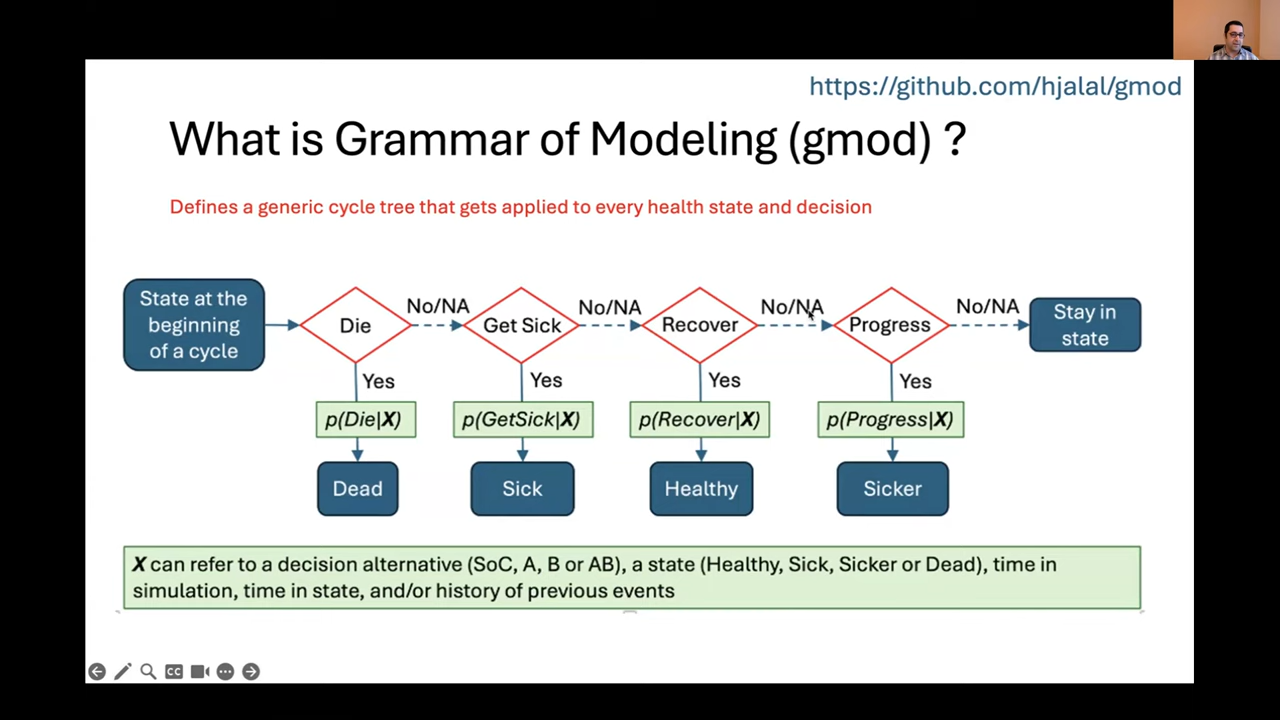 https://github.com/hjalal/gmod
What is Grammar of Modeling (gmod) ?
Defines a generic cycle tree that gets applied to every health state and decision
State at the
beginning
of a cycle
Die
No/NA
Get Sick
No/NA
Recover
No/NA
Progress
No/NA
Stay in
state
Yes
Yes
Yes
Yes
p(Die|X)
p(GetSick|X)
p(Recover|X)
p(Progress|X)
Dead
Sick
Healthy
Sicker
X can refer to a decision alternative (SoC, A, B or AB), a state (Healthy, Sick, Sicker or Dead), time in
simulation, time in state, and/or history of previous events
CC